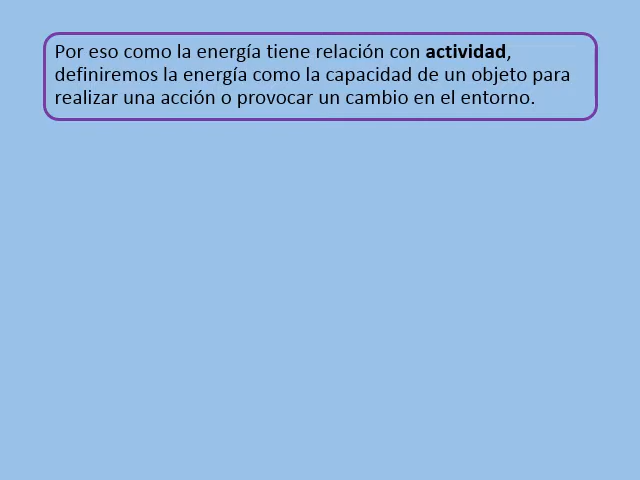 Por eso como la energía tiene relación con actividad,
definiremos la energía como la capacidad de un objeto para
realizar una acción o provocar un cambio en el entorno.